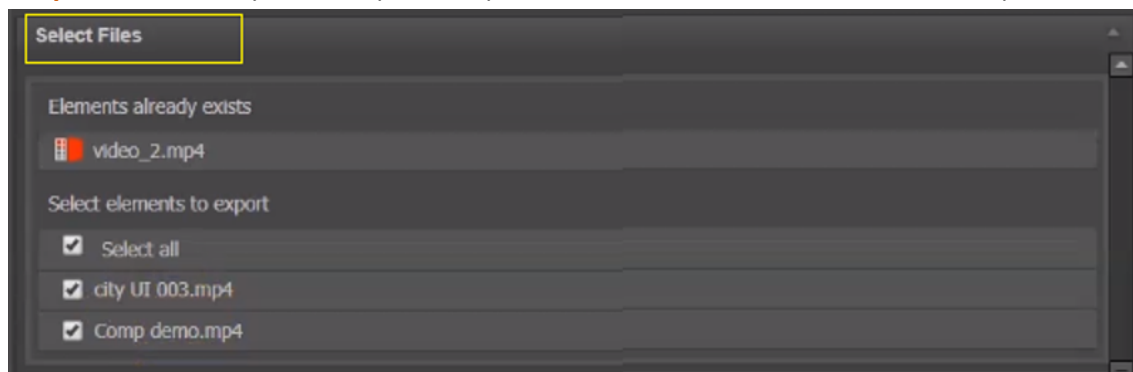 Select Files
Elements already exists
video_2.mp4
Select elements to export
Select all
city UI 003.mp4
Comp demo.mp4